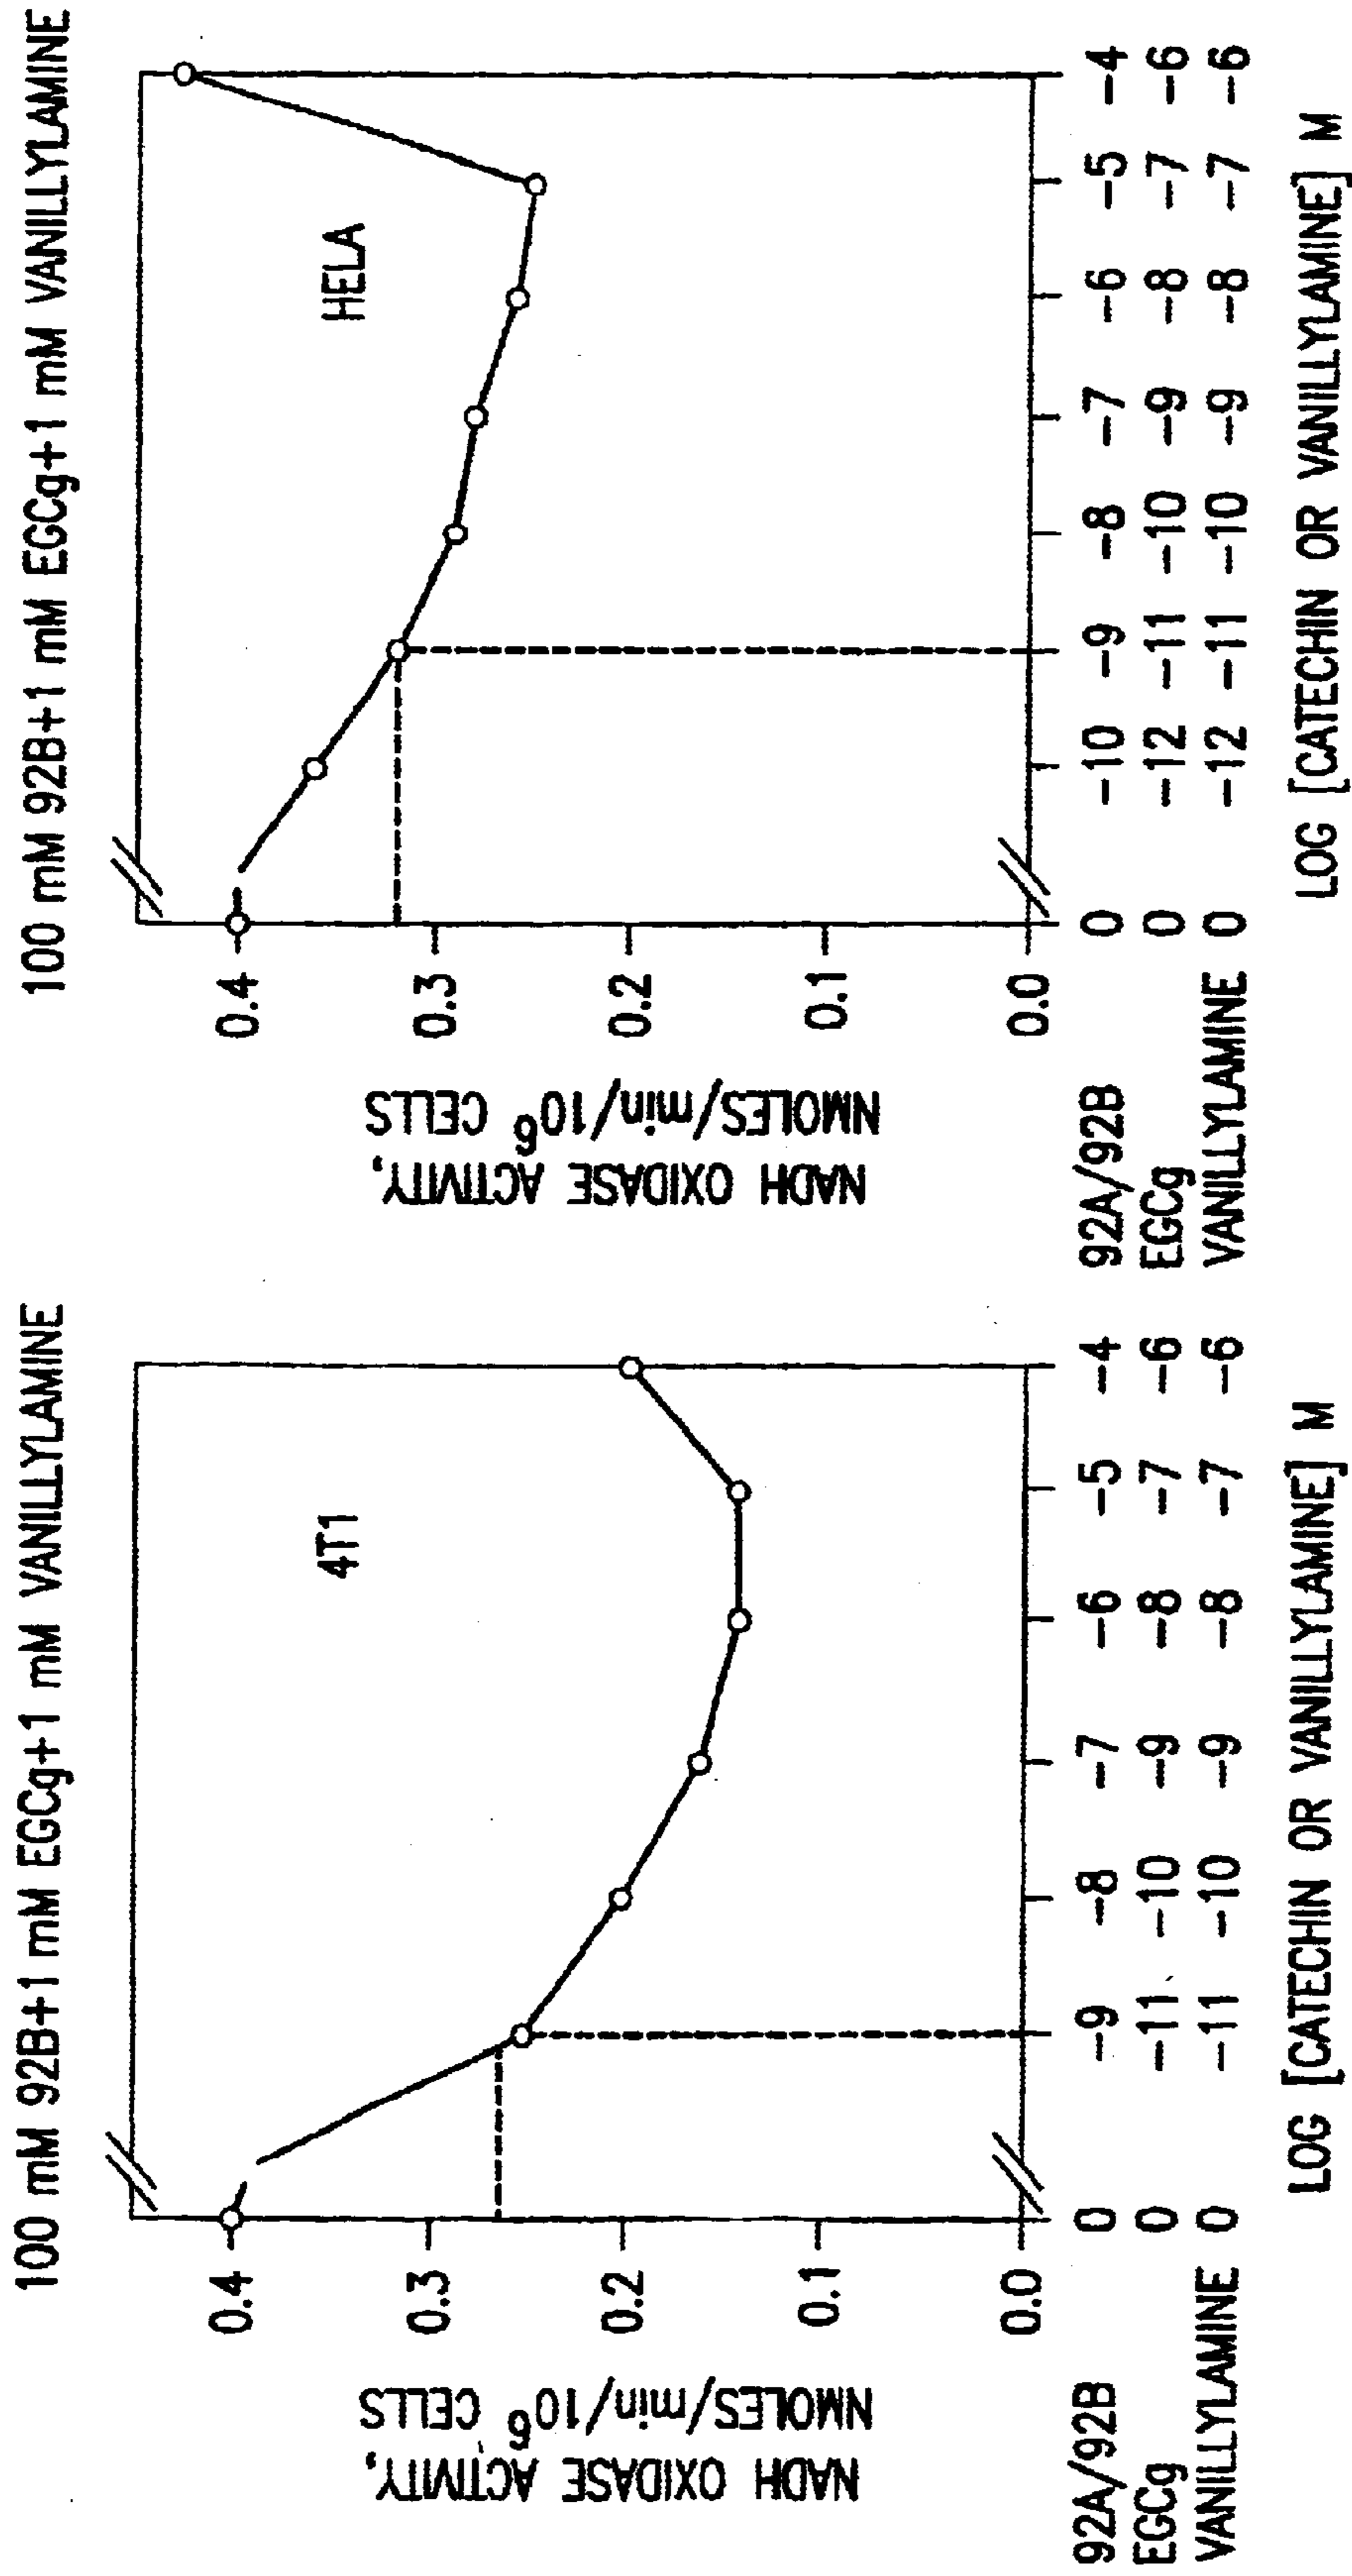 100 mM 92B+1 mM EGCg+1 mM VANILLYLAMINE
4T1
NADH OXIDASE ACTIVITY,
NMOLES/min/10⁶ CELLS
0.4
0.3
0.2
0.1
0.0
92A/92B 0 –9 –8 –7 –6 –5 –4
EGCg 0 –11 –10 –9 –8 –7 –6
VANILLYLAMINE 0 –11 –10 –9 –8 –7 –6
LOG [CATECHIN OR VANILLYLAMINE] M
100 mM 92B+1 mM EGCg+1 mM VANILLYLAMINE
HELA
NADH OXIDASE ACTIVITY,
NMOLES/min/10⁶ CELLS
0.4
0.3
0.2
0.1
0.0
92A/92B 0 –10 –9 –8 –7 –6 –5 –4
EGCg 0 –12 –11 –10 –9 –8 –7 –6
VANILLYLAMINE 0 –12 –11 –10 –9 –8 –7 –6
LOG [CATECHIN OR VANILLYLAMINE] M